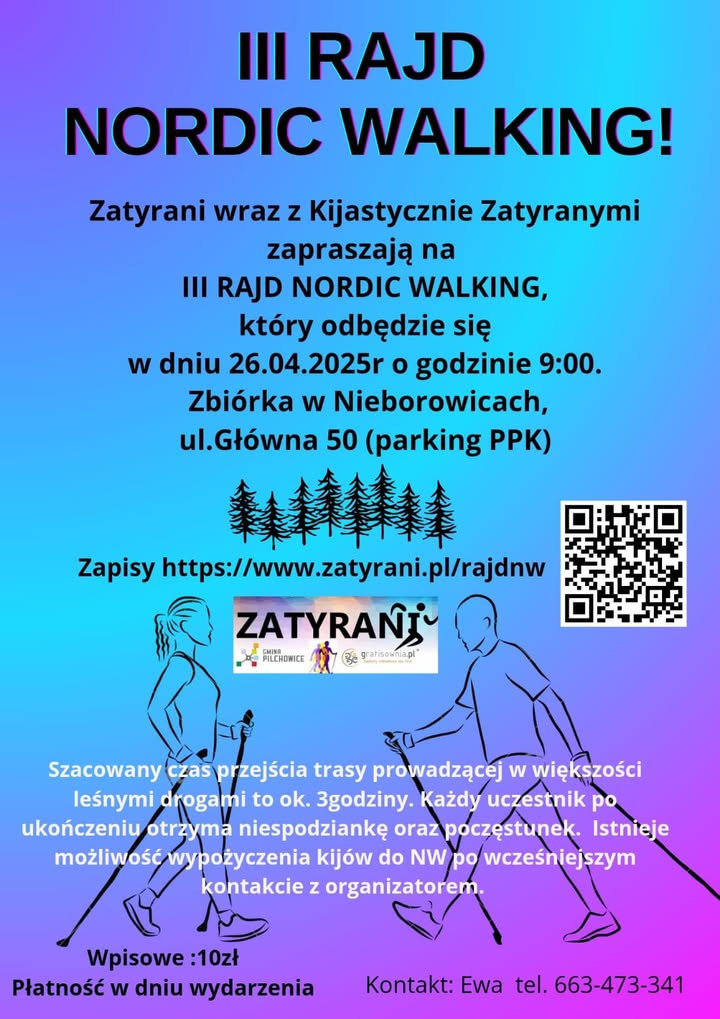 III RAJD
NORDIC WALKING!
Zatyrani wraz z Kijastycznie Zatyranymi
zapraszają na
III RAJD NORDIC WALKING,
który odbędzie się
w dniu 26.04.2025r o godzinie 9:00.
Zbiórka w Nieborowicach,
ul.Główna 50 (parking PPK)
Zapisy https://www.zatyrani.pl/rajdnw
ZATYRANI
GMINA
PILCHOWICE
gratisownia.pl
Szacowany czas przejścia trasy prowadzącej w większości
leśnymi drogami to ok. 3godziny. Każdy uczestnik po
ukończeniu otrzyma niespodziankę oraz poczęstunek. Istnieje
możliwość wypożyczenia kijów do NW po wcześniejszym
kontakcie z organizatorem.
Wpisowe :10zł
Płatność w dniu wydarzenia
Kontakt: Ewa tel. 663-473-341